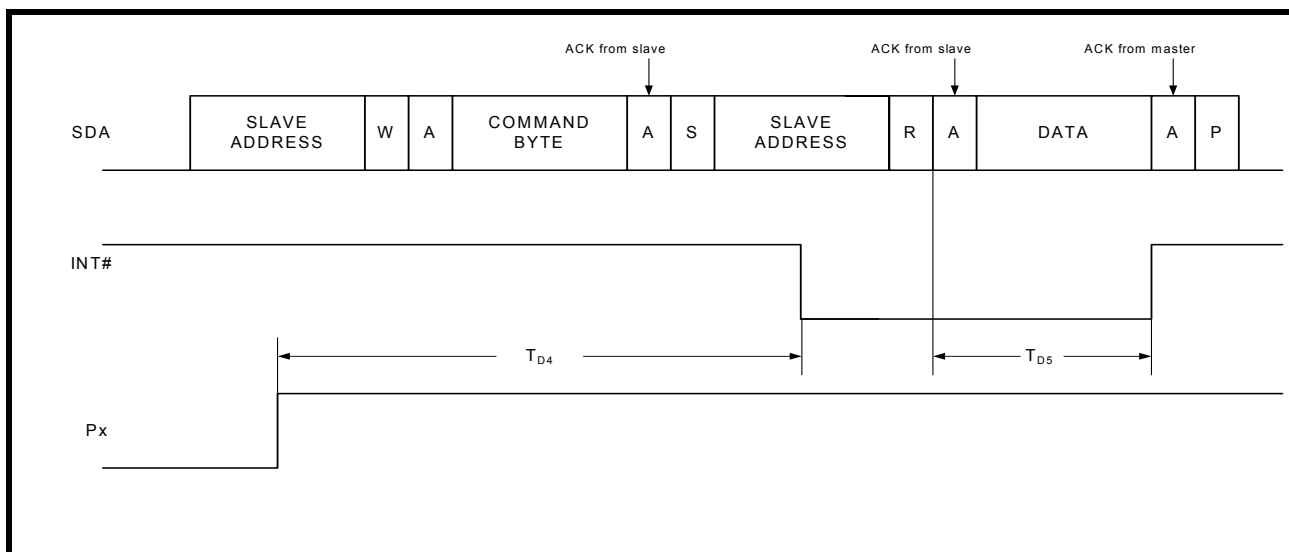 ACK from slave
ACK from slave
ACK from master
SDA
SLAVE
ADDRESS
W
A
COMMAND
BYTE
A
S
SLAVE
ADDRESS
R
A
DATA
A
P
INT#
TD4
TD5
Px